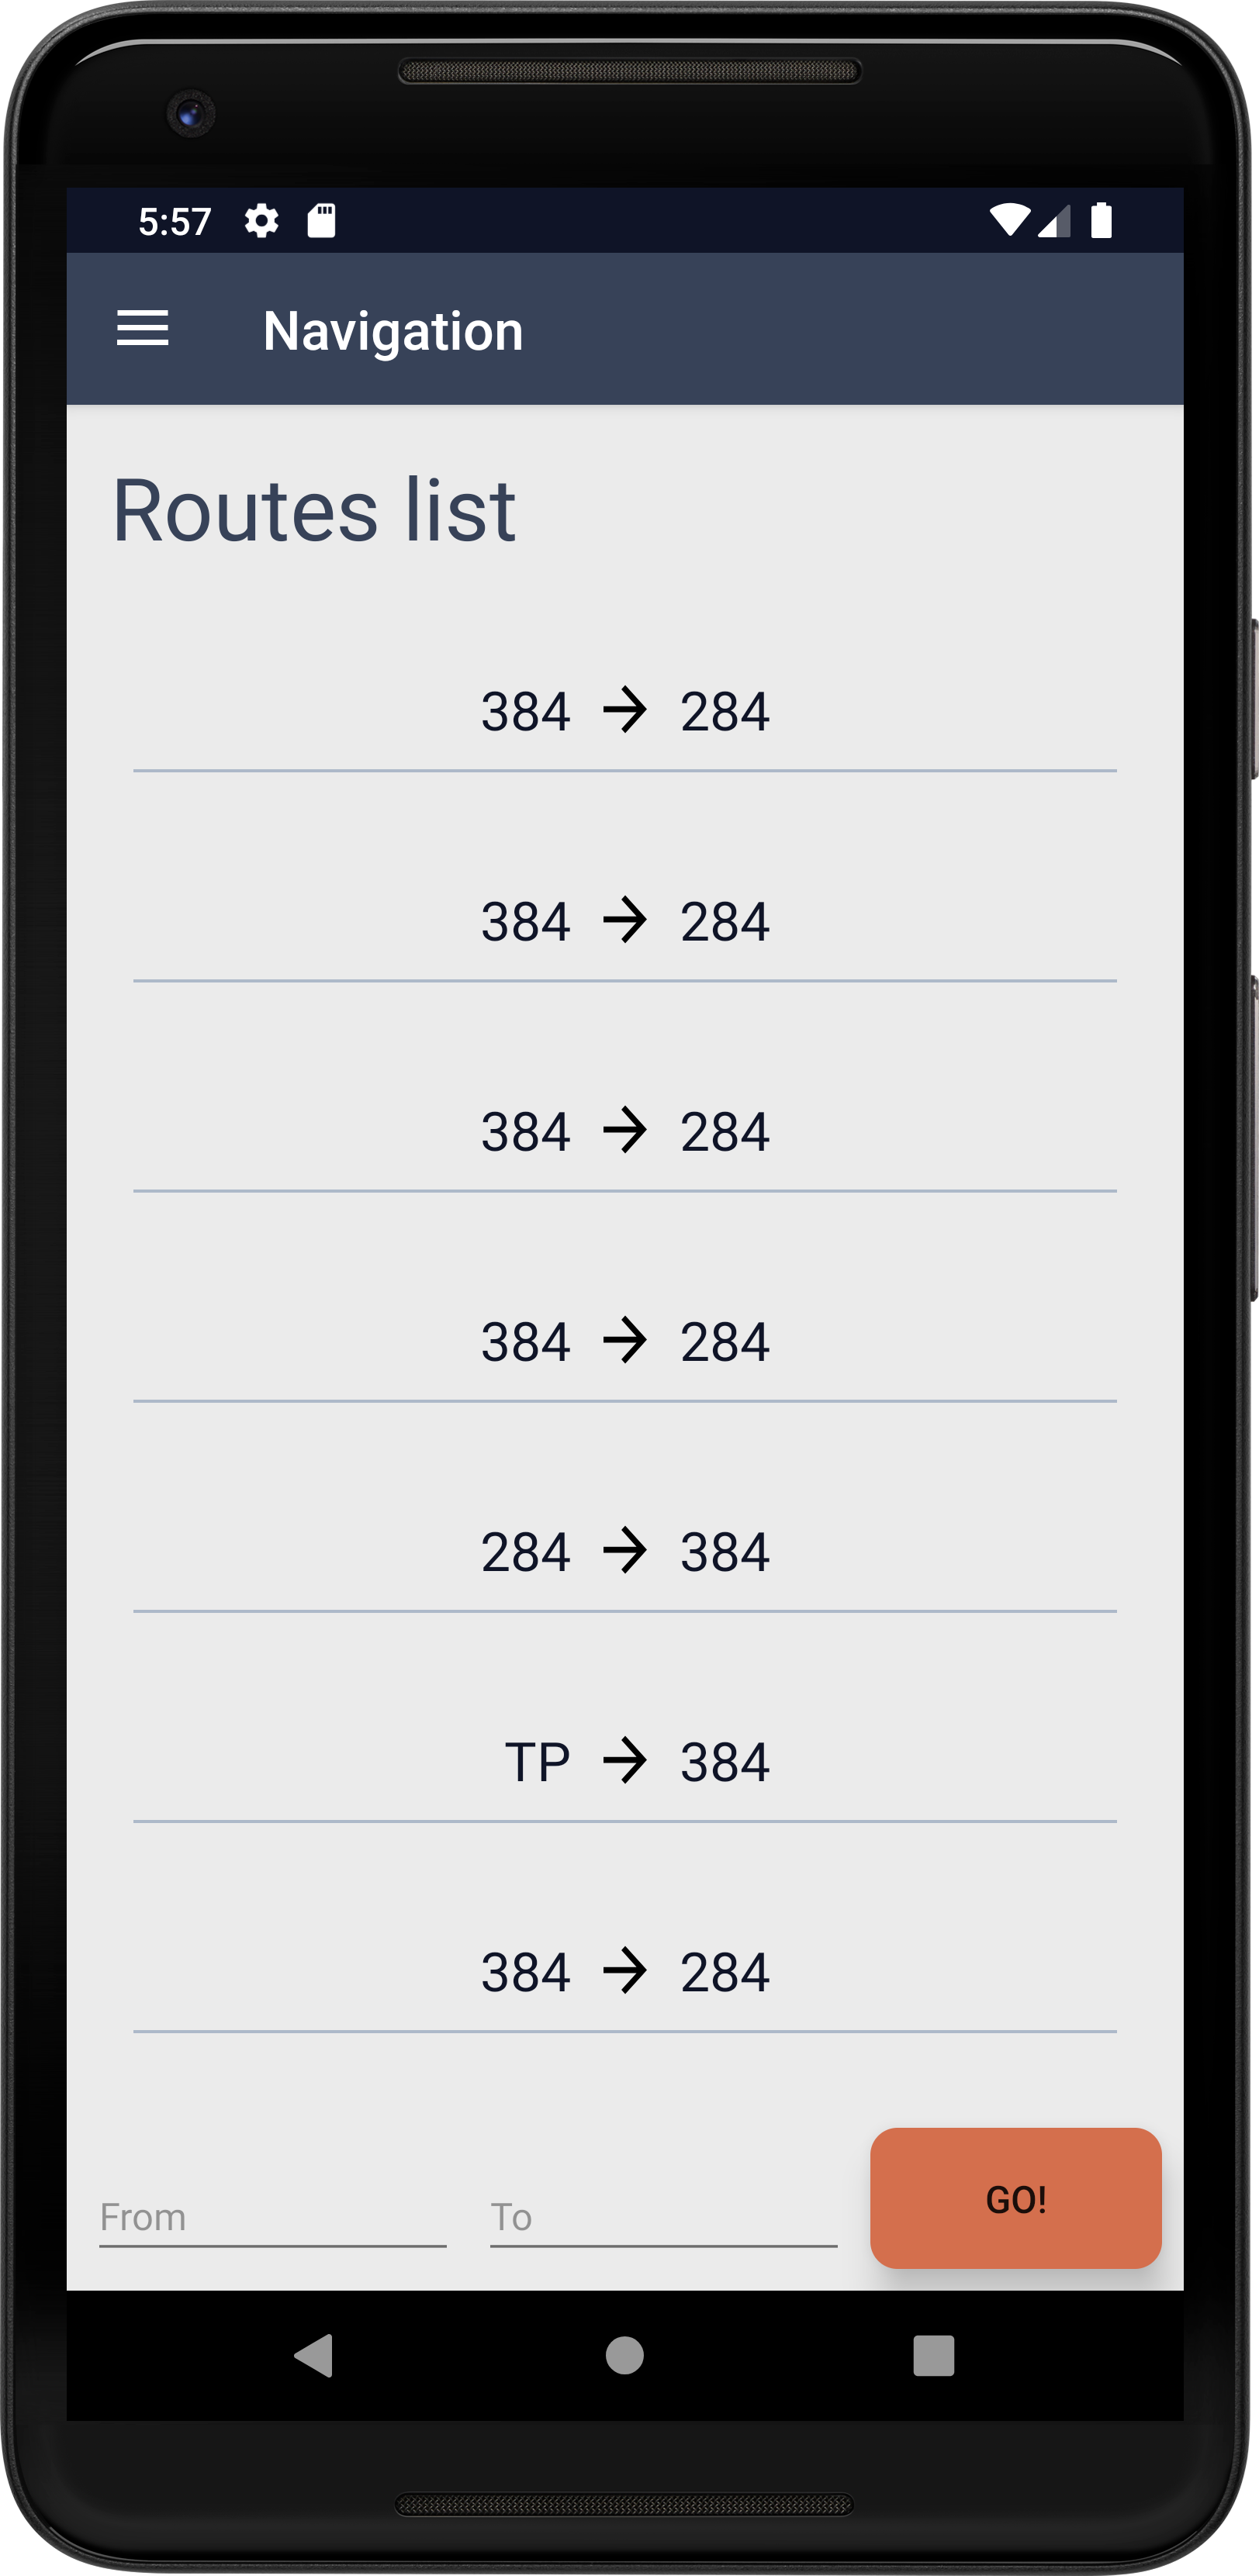 5:57
Navigation
Routes list
384 → 284
384 → 284
384 → 284
384 → 284
284 → 384
TP → 384
384 → 284
From To GO!